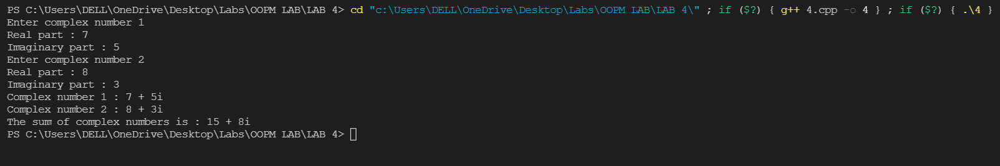 PS C:\Users\DELL\OneDrive\Desktop\Labs\OOPM LAB\LAB 4> cd "c:\Users\DELL\OneDrive\Desktop\Labs\OOPM LAB\LAB 4\" ; if ($?) { g++ 4.cpp -o 4 } ; if ($?) { .\4 }
Enter complex number 1
Real part : 7
Imaginary part : 5
Enter complex number 2
Real part : 8
Imaginary part : 3
Complex number 1 : 7 + 5i
Complex number 2 : 8 + 3i
The sum of complex numbers is : 15 + 8i
PS C:\Users\DELL\OneDrive\Desktop\Labs\OOPM LAB\LAB 4>